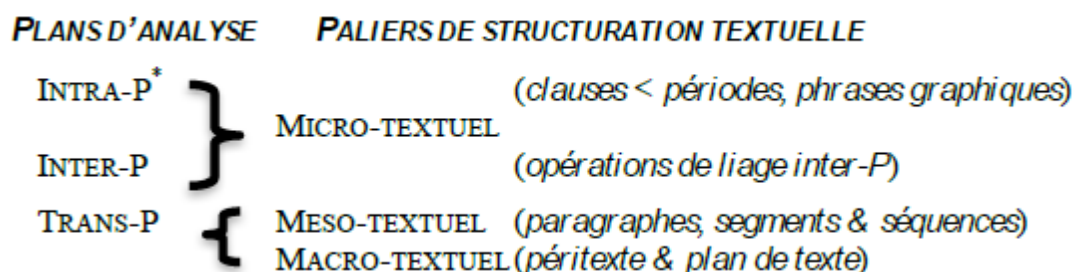 PLANS D'ANALYSE PALIERS DE STRUCTURATION TEXTUELLE
INTRA-P* (clauses < périodes, phrases graphiques)
MICRO-TEXTUEL
INTER-P (opérations de liage inter-P)
TRANS-P MESO-TEXTUEL (paragraphes, segments & séquences)
MACRO-TEXTUEL (péritexte & plan de texte)